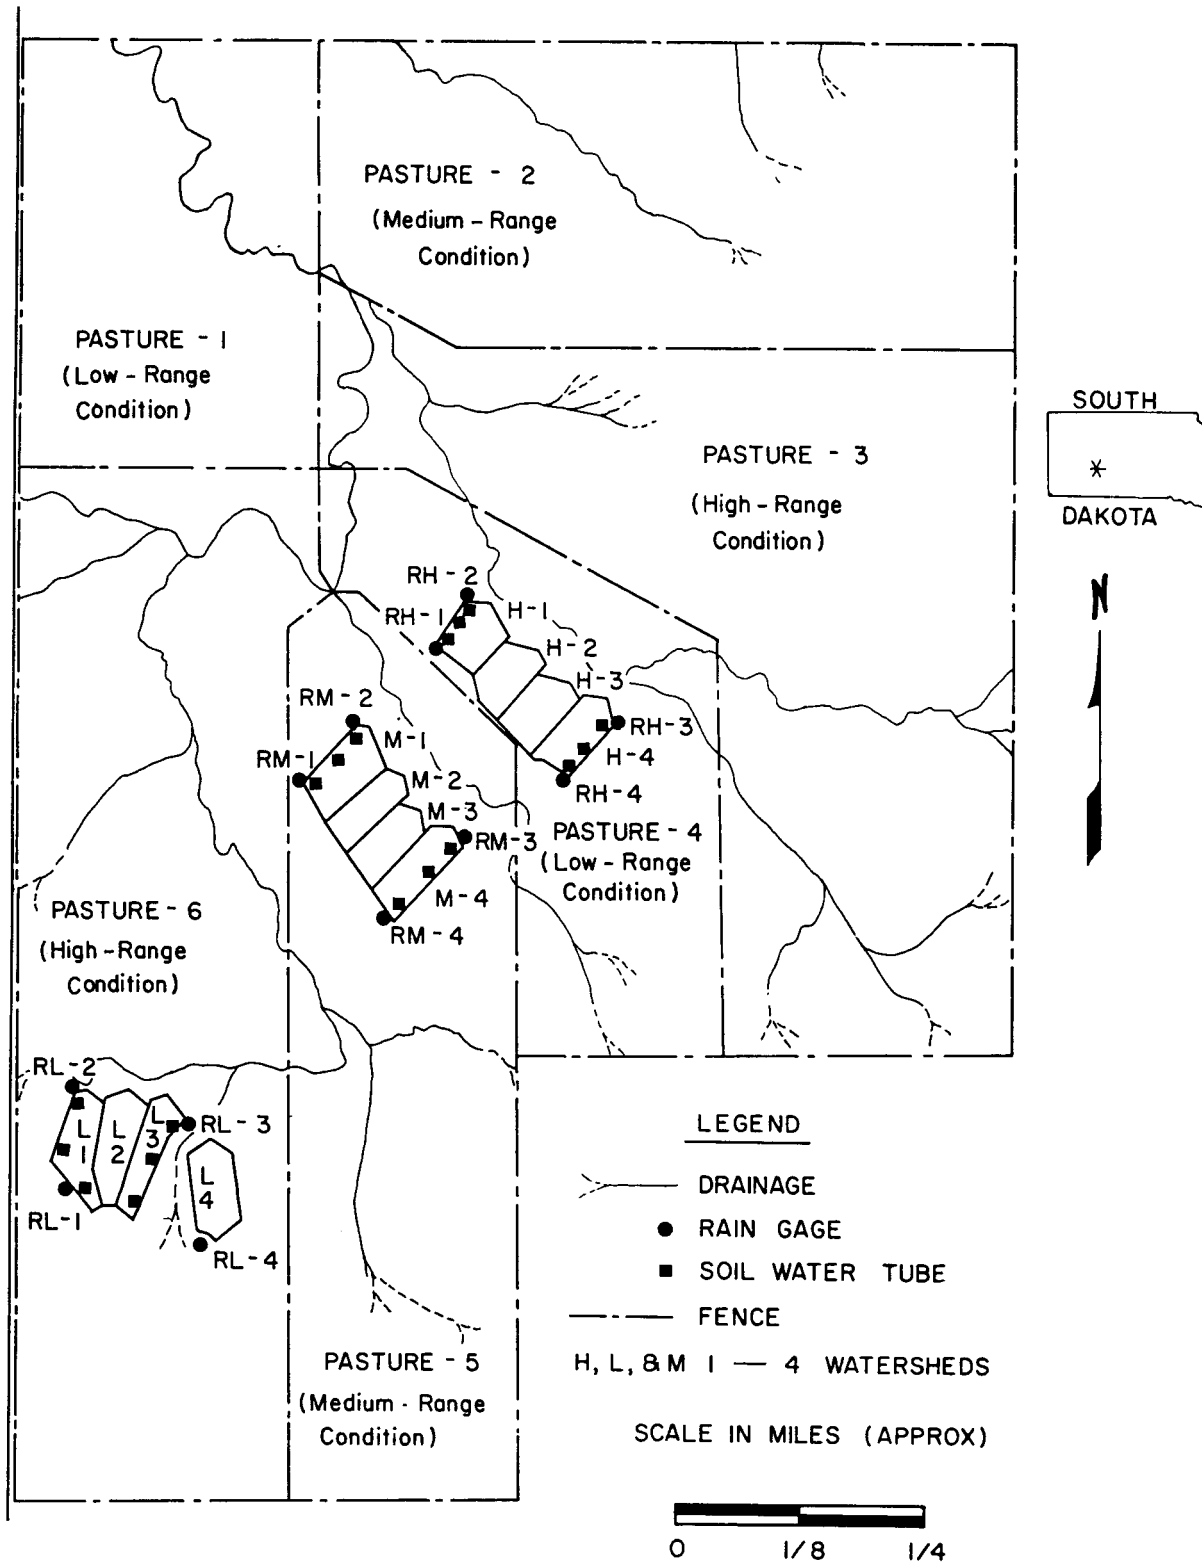 PASTURE - 2
(Medium - Range
Condition)
PASTURE - 1
(Low - Range
Condition)
PASTURE - 3
(High - Range
Condition)
SOUTH
DAKOTA
N
RH-2
RH-1
H-1
H-2
H-3
RH-3
H-4
RH-4
RM-2
RM-1
M-1
M-2
M-3
RM-3
M-4
RM-4
PASTURE - 4
(Low - Range
Condition)
PASTURE - 6
(High - Range
Condition)
RL-2
L
1
L
2
L
3
RL-3
L
4
RL-1
RL-4
PASTURE - 5
(Medium - Range
Condition)
LEGEND
DRAINAGE
RAIN GAGE
SOIL WATER TUBE
FENCE
H, L, & M 1 — 4 WATERSHEDS
SCALE IN MILES (APPROX)
0 1/8 1/4